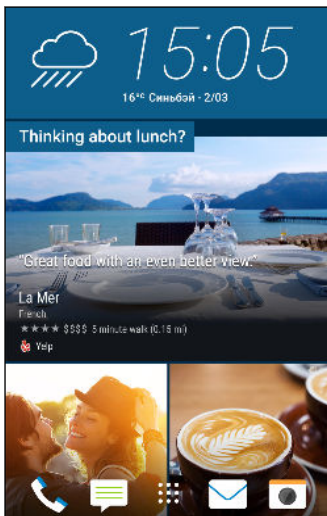 15:05
16°C Синьбэй - 2/03
Thinking about lunch?
"Great food with an even better view."
La Mer
French
★★★★ $$$$ 5 minute walk (0.15 mi)
Yelp